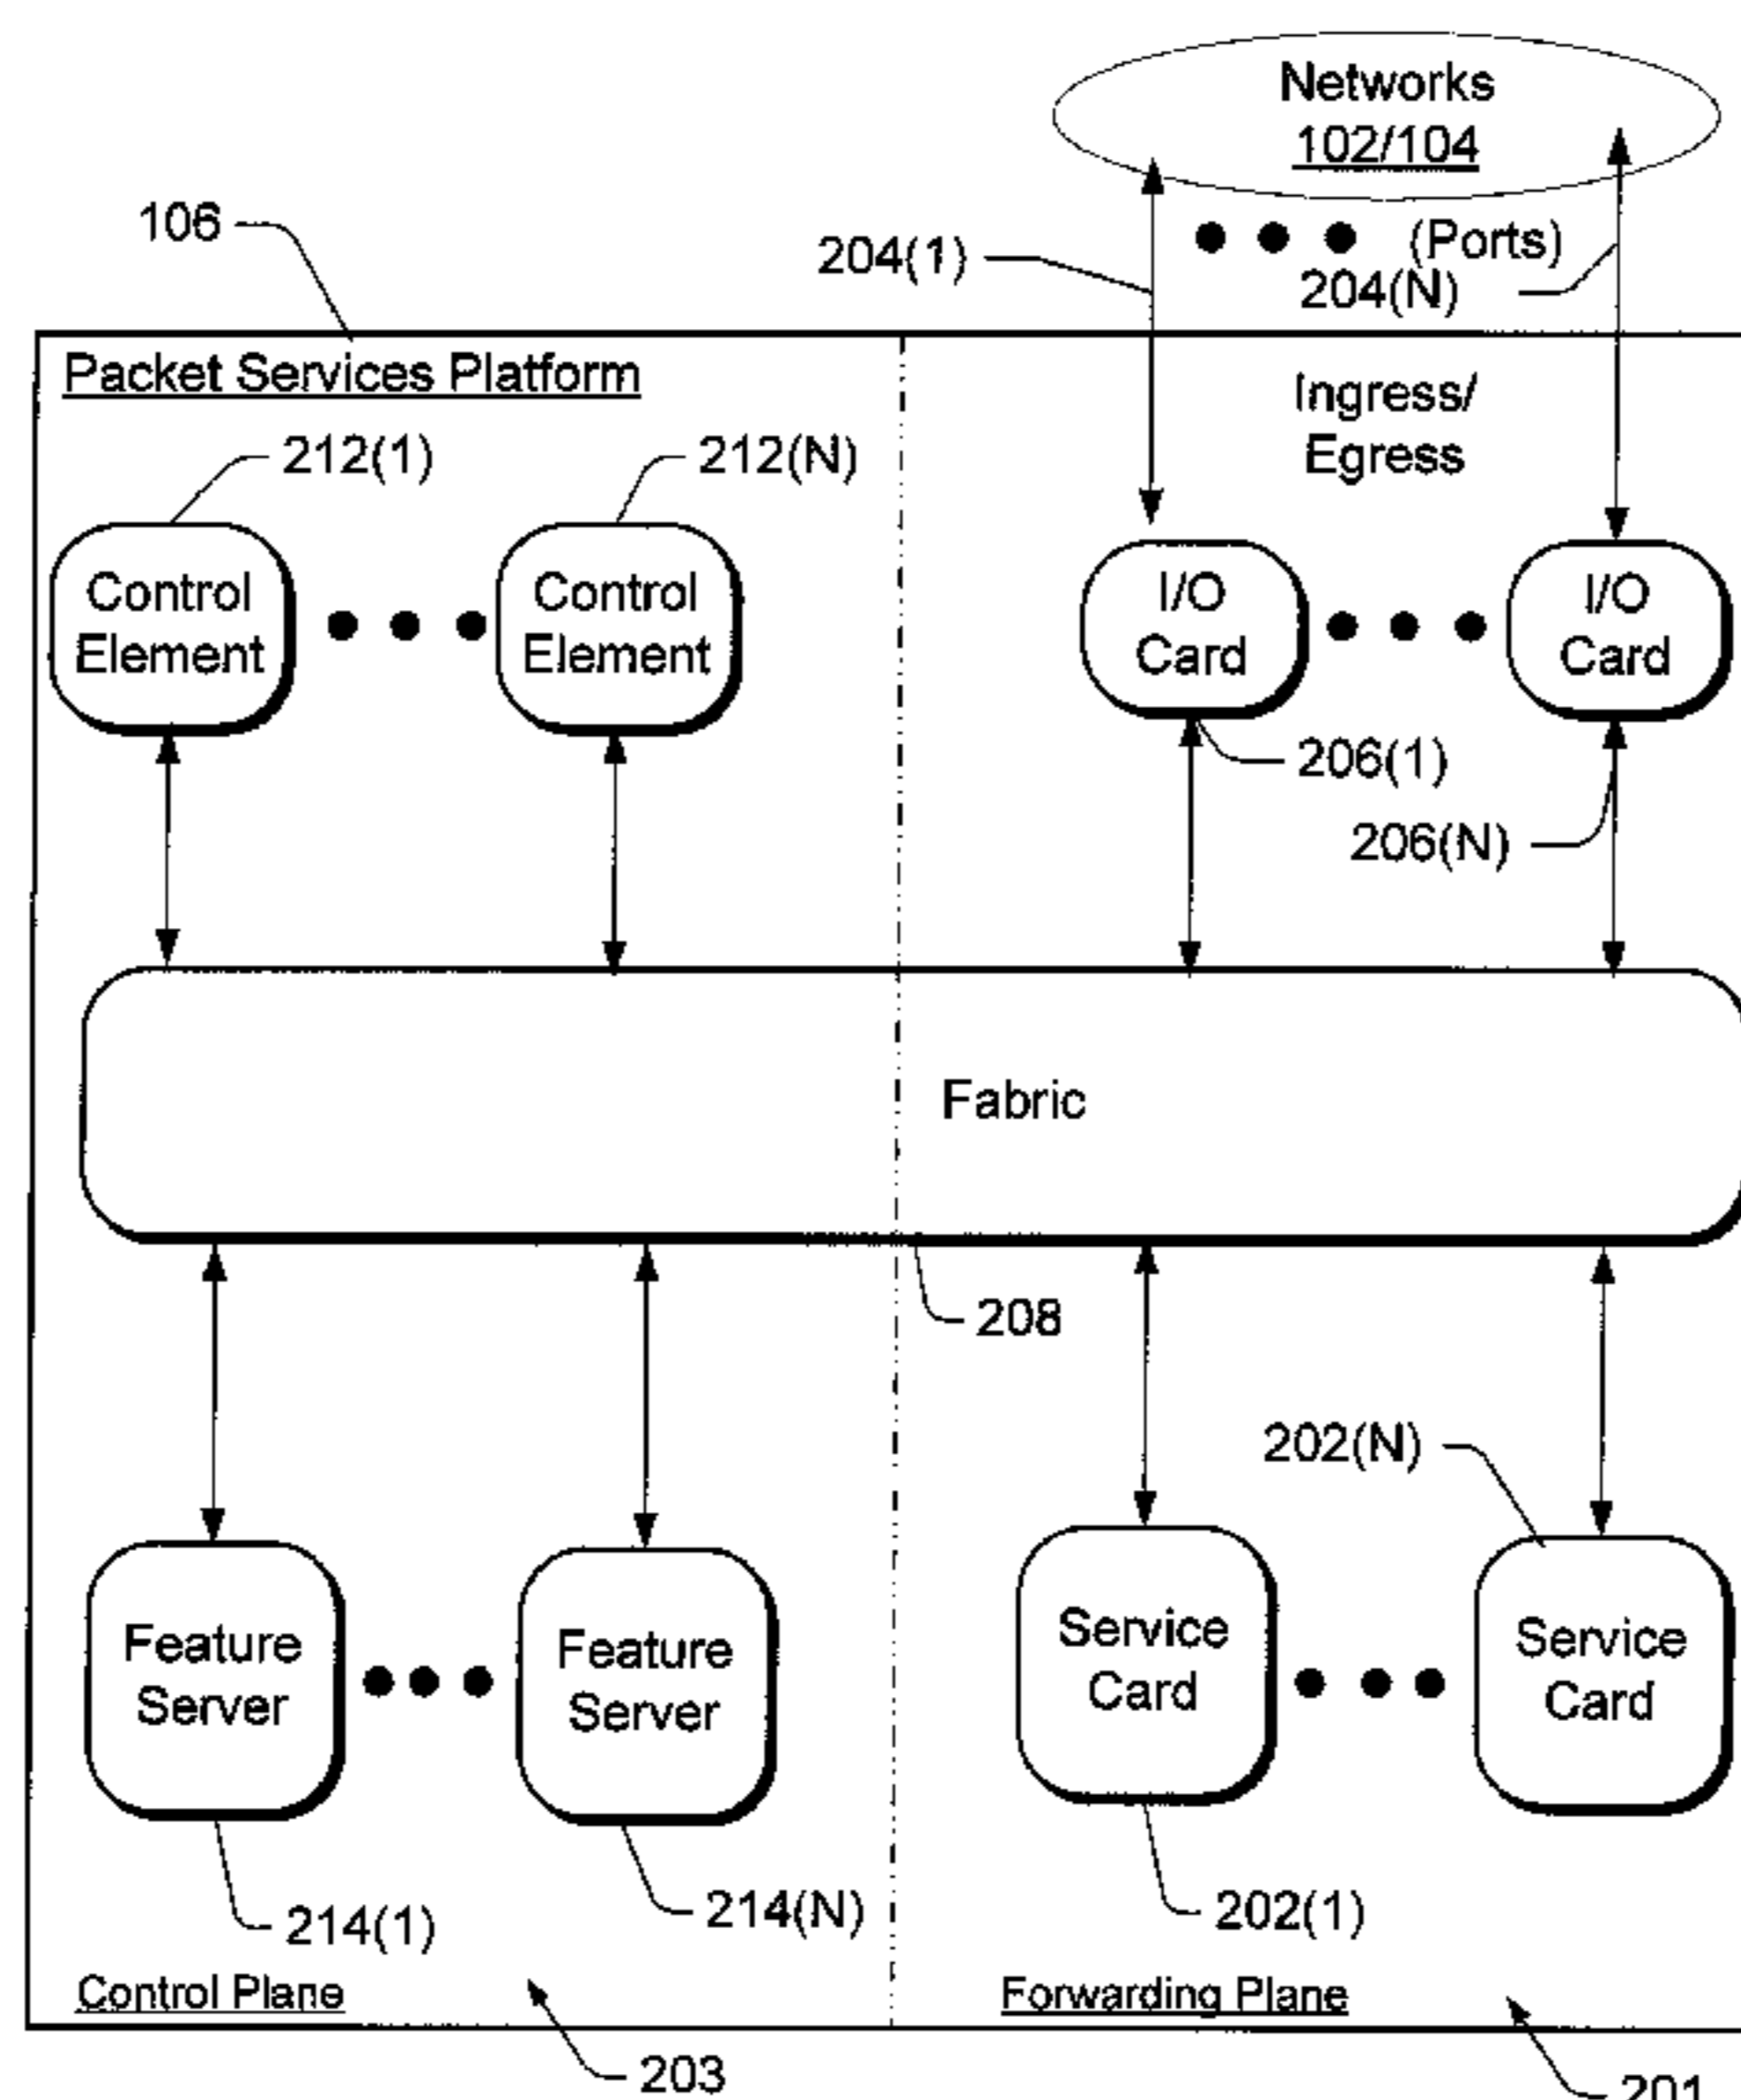 Networks
102/104
106
204(1)
(Ports)
204(N)
Packet Services Platform
Ingress/
Egress
212(1)
212(N)
Control
Element
Control
Element
I/O
Card
I/O
Card
206(1)
206(N)
Fabric
208
202(N)
Feature
Server
Feature
Server
Service
Card
Service
Card
214(1)
214(N)
202(1)
Control Plane
Forwarding Plane
203
201